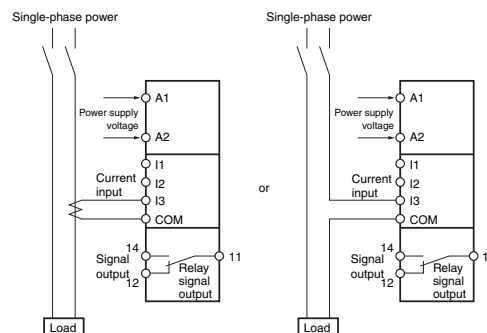 Single-phase power
A1
Power supply
voltage
A2
I1
I2
Current
input
I3
COM
14
Signal
output
12
Relay
signal
output
11
Load
or
Single-phase power
A1
Power supply
voltage
A2
I1
I2
Current
input
I3
COM
14
Signal
output
12
Relay
signal
output
1
Load